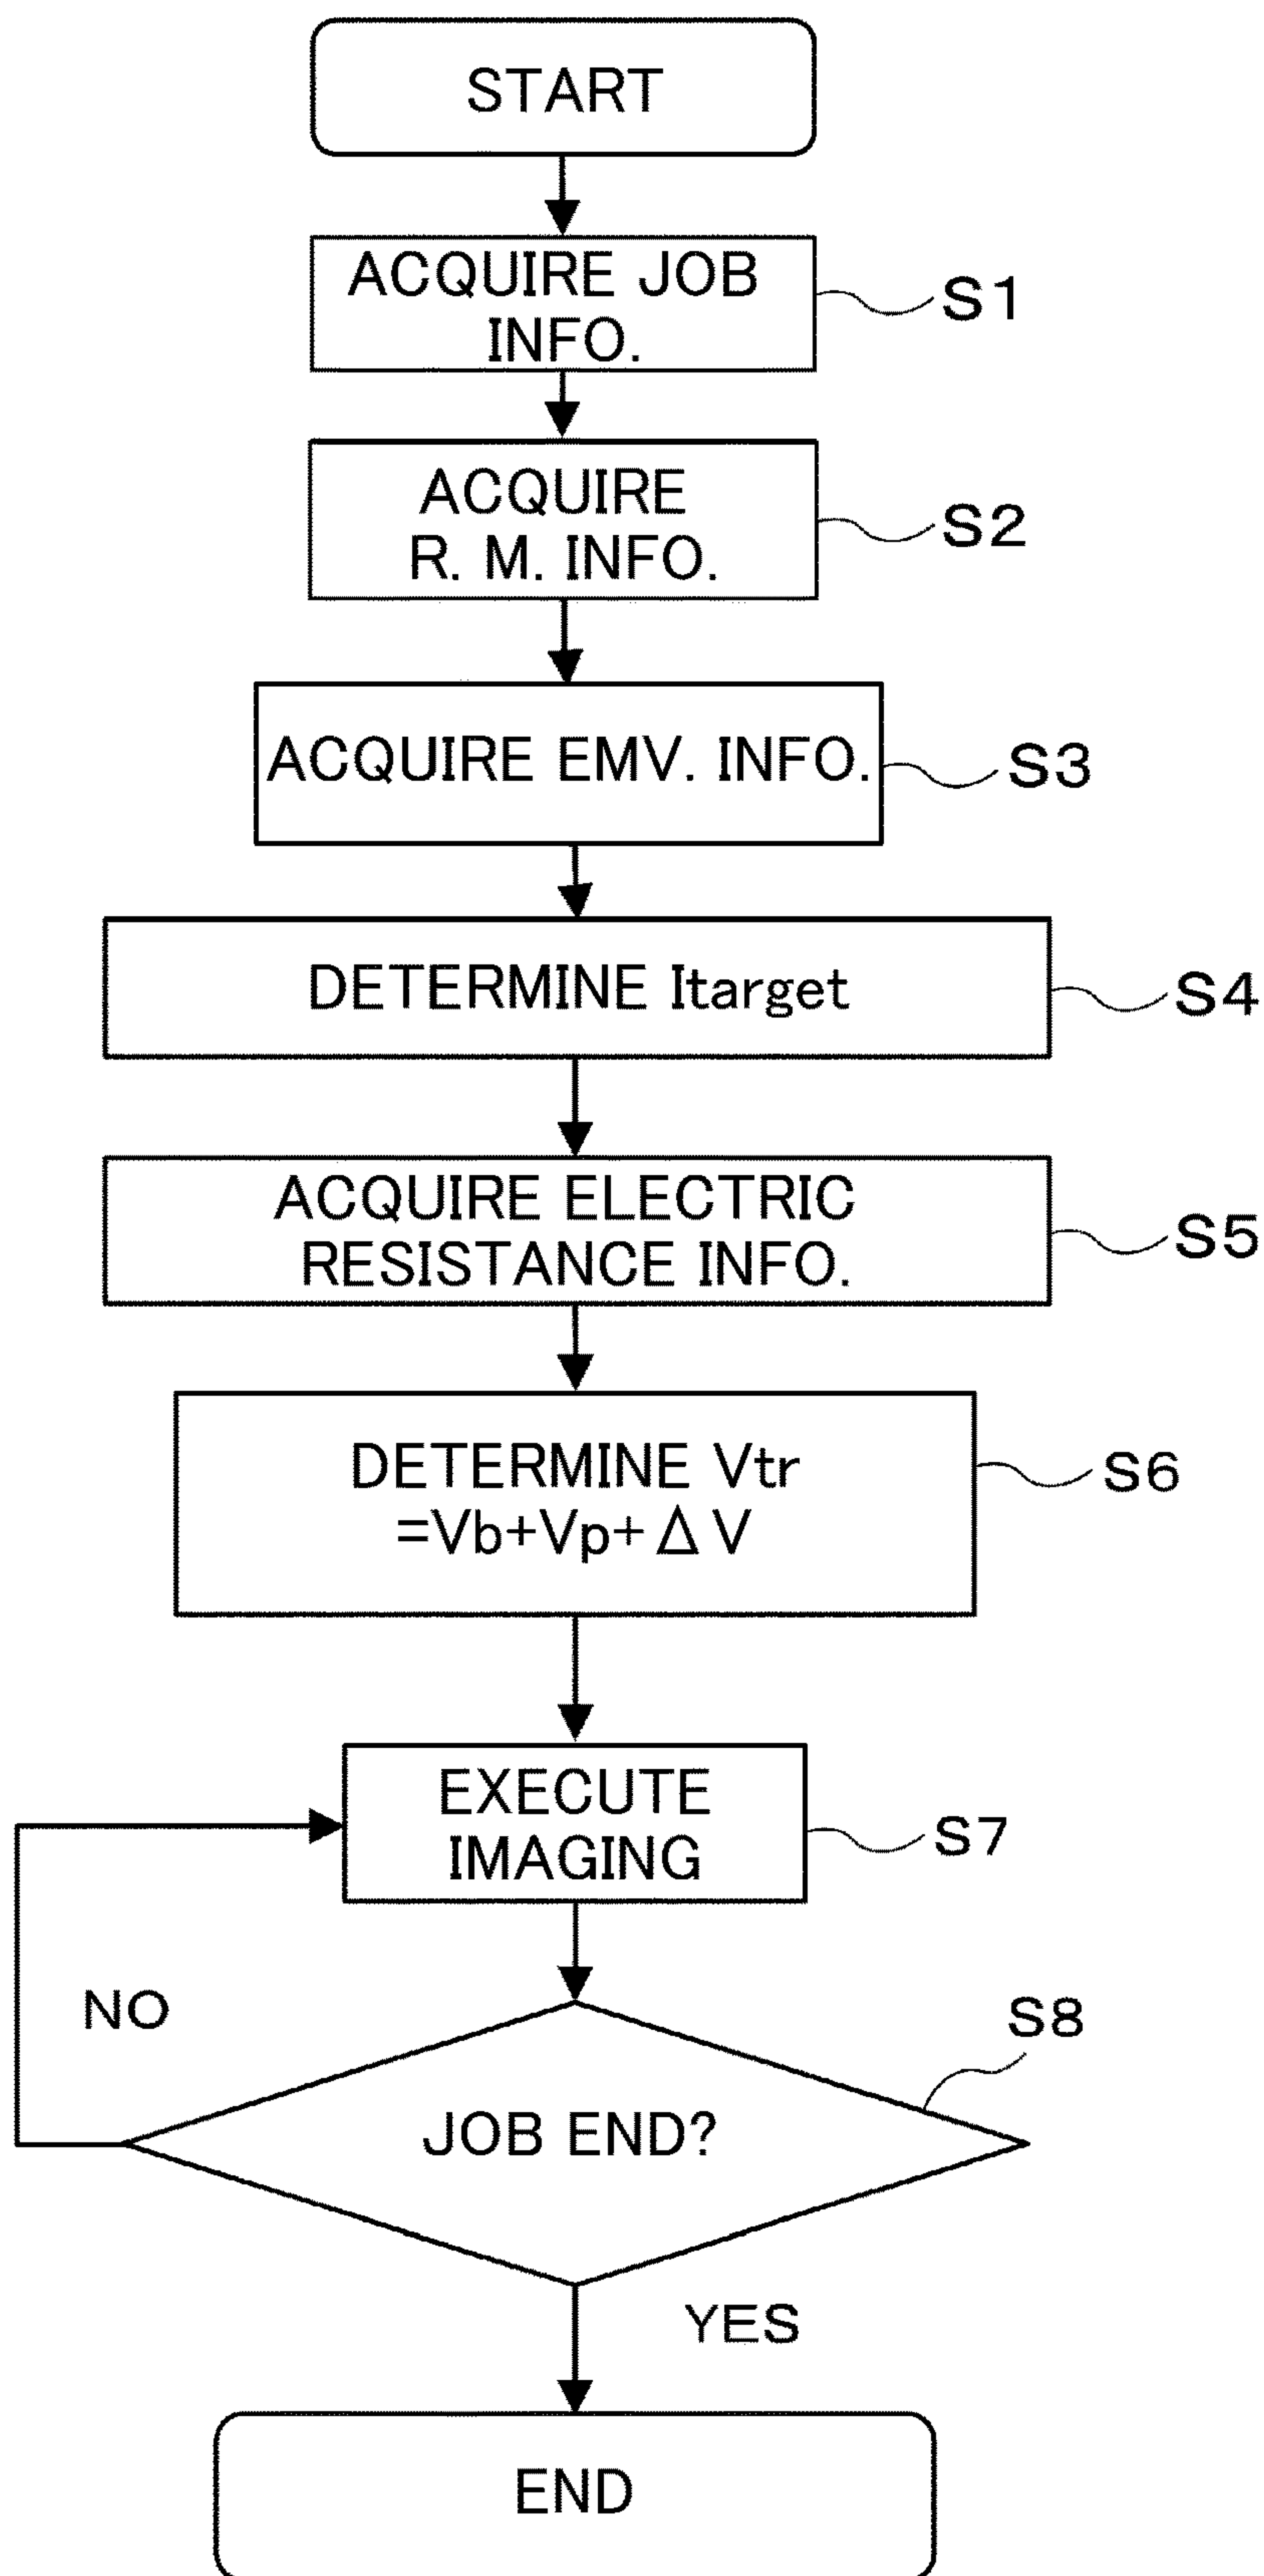 START
ACQUIRE JOB
INFO.
S1
ACQUIRE
R. M. INFO.
S2
ACQUIRE EMV. INFO.
S3
DETERMINE Itarget
S4
ACQUIRE ELECTRIC
RESISTANCE INFO.
S5
DETERMINE Vtr
=Vb+Vp+Δ V
S6
EXECUTE
IMAGING
S7
NO
S8
JOB END?
YES
END